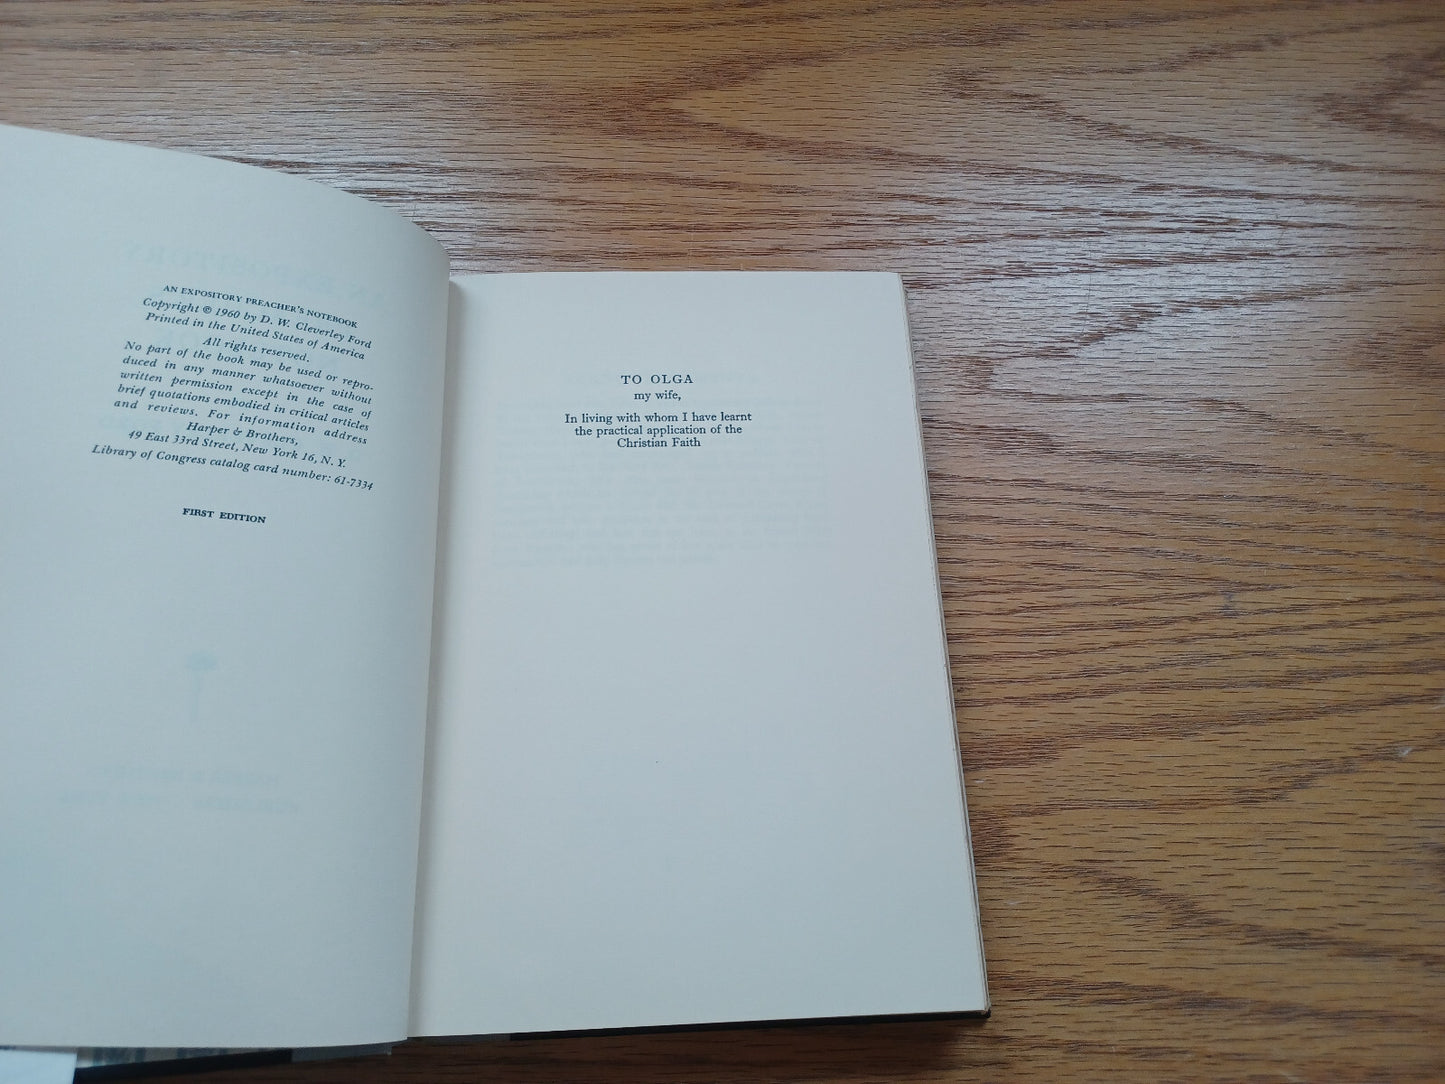 AN EXPOSITORY PREACHER'S NOTEBOOK
Copyright © 1960 by D. W. Cleverley Ford
Printed in the United States of America
All rights reserved.
No part of the book may be used or repro-
duced in any manner whatsoever without
written permission except in the case of
brief quotations embodied in critical articles
and reviews. For information address
Harper & Brothers,
49 East 33rd Street, New York 16, N. Y.
Library of Congress catalog card number: 61-7334
FIRST EDITION
TO OLGA
my wife,
In living with whom I have learnt
the practical application of the
Christian Faith